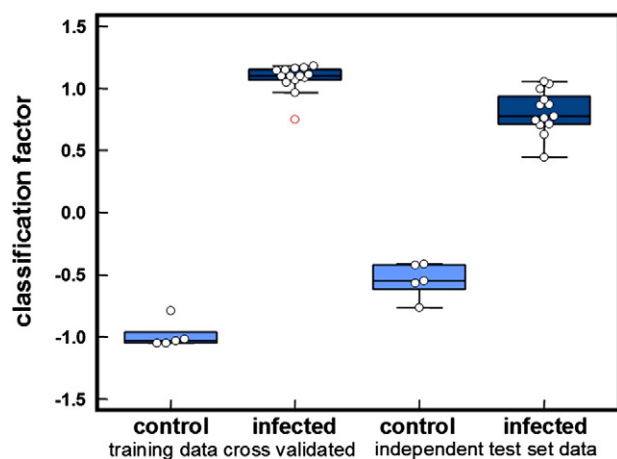 1.5
1.0
0.5
0.0
-0.5
-1.0
-1.5
classification factor
control infected control infected
training data cross validated independent test set data